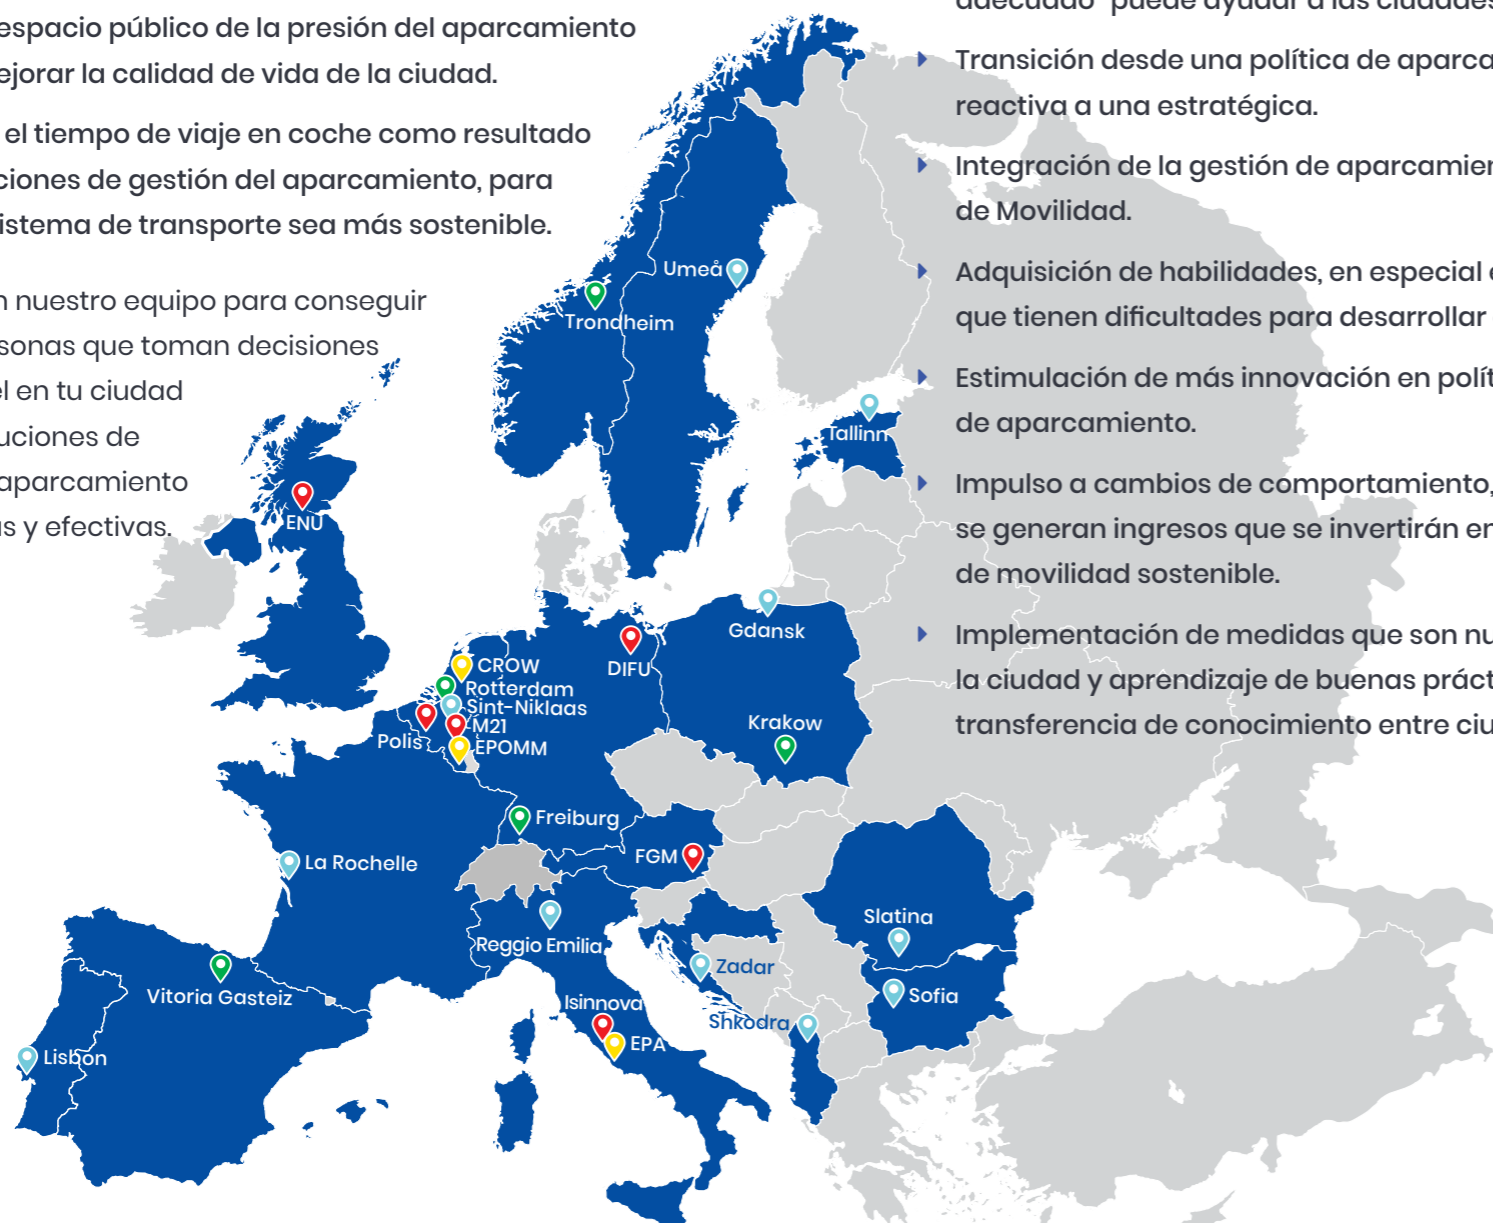 espacio público de la presión del aparcamiento
ejorar la calidad de vida de la ciudad.
el tiempo de viaje en coche como resultado
ciones de gestión del aparcamiento, para
istema de transporte sea más sostenible.
n nuestro equipo para conseguir
sonas que toman decisiones
el en tu ciudad
uciones de
aparcamiento
as y efectivas.
adecuado" puede ayudar a las ciudades
Transición desde una política de aparca
reactiva a una estratégica.
Integración de la gestión de aparcamien
de Movilidad.
Adquisición de habilidades, en especial e
que tienen dificultades para desarrollar
Estimulación de más innovación en polít
de aparcamiento.
Impulso a cambios de comportamiento,
se generan ingresos que se invertirán en
de movilidad sostenible.
Implementación de medidas que son nu
la ciudad y aprendizaje de buenas práct
transferencia de conocimiento entre ciu
Umeå
Trondheim
Tallinn
ENU
Gdansk
DIFU
CROW
Rotterdam
Sint-Niklaas
M21
Polis
EPOMM
Krakow
Freiburg
FGM
La Rochelle
Slatina
Reggio Emilia
Zadar
Vitoria Gasteiz
Sofia
Isinnova
Shkodra
EPA
Lisbon